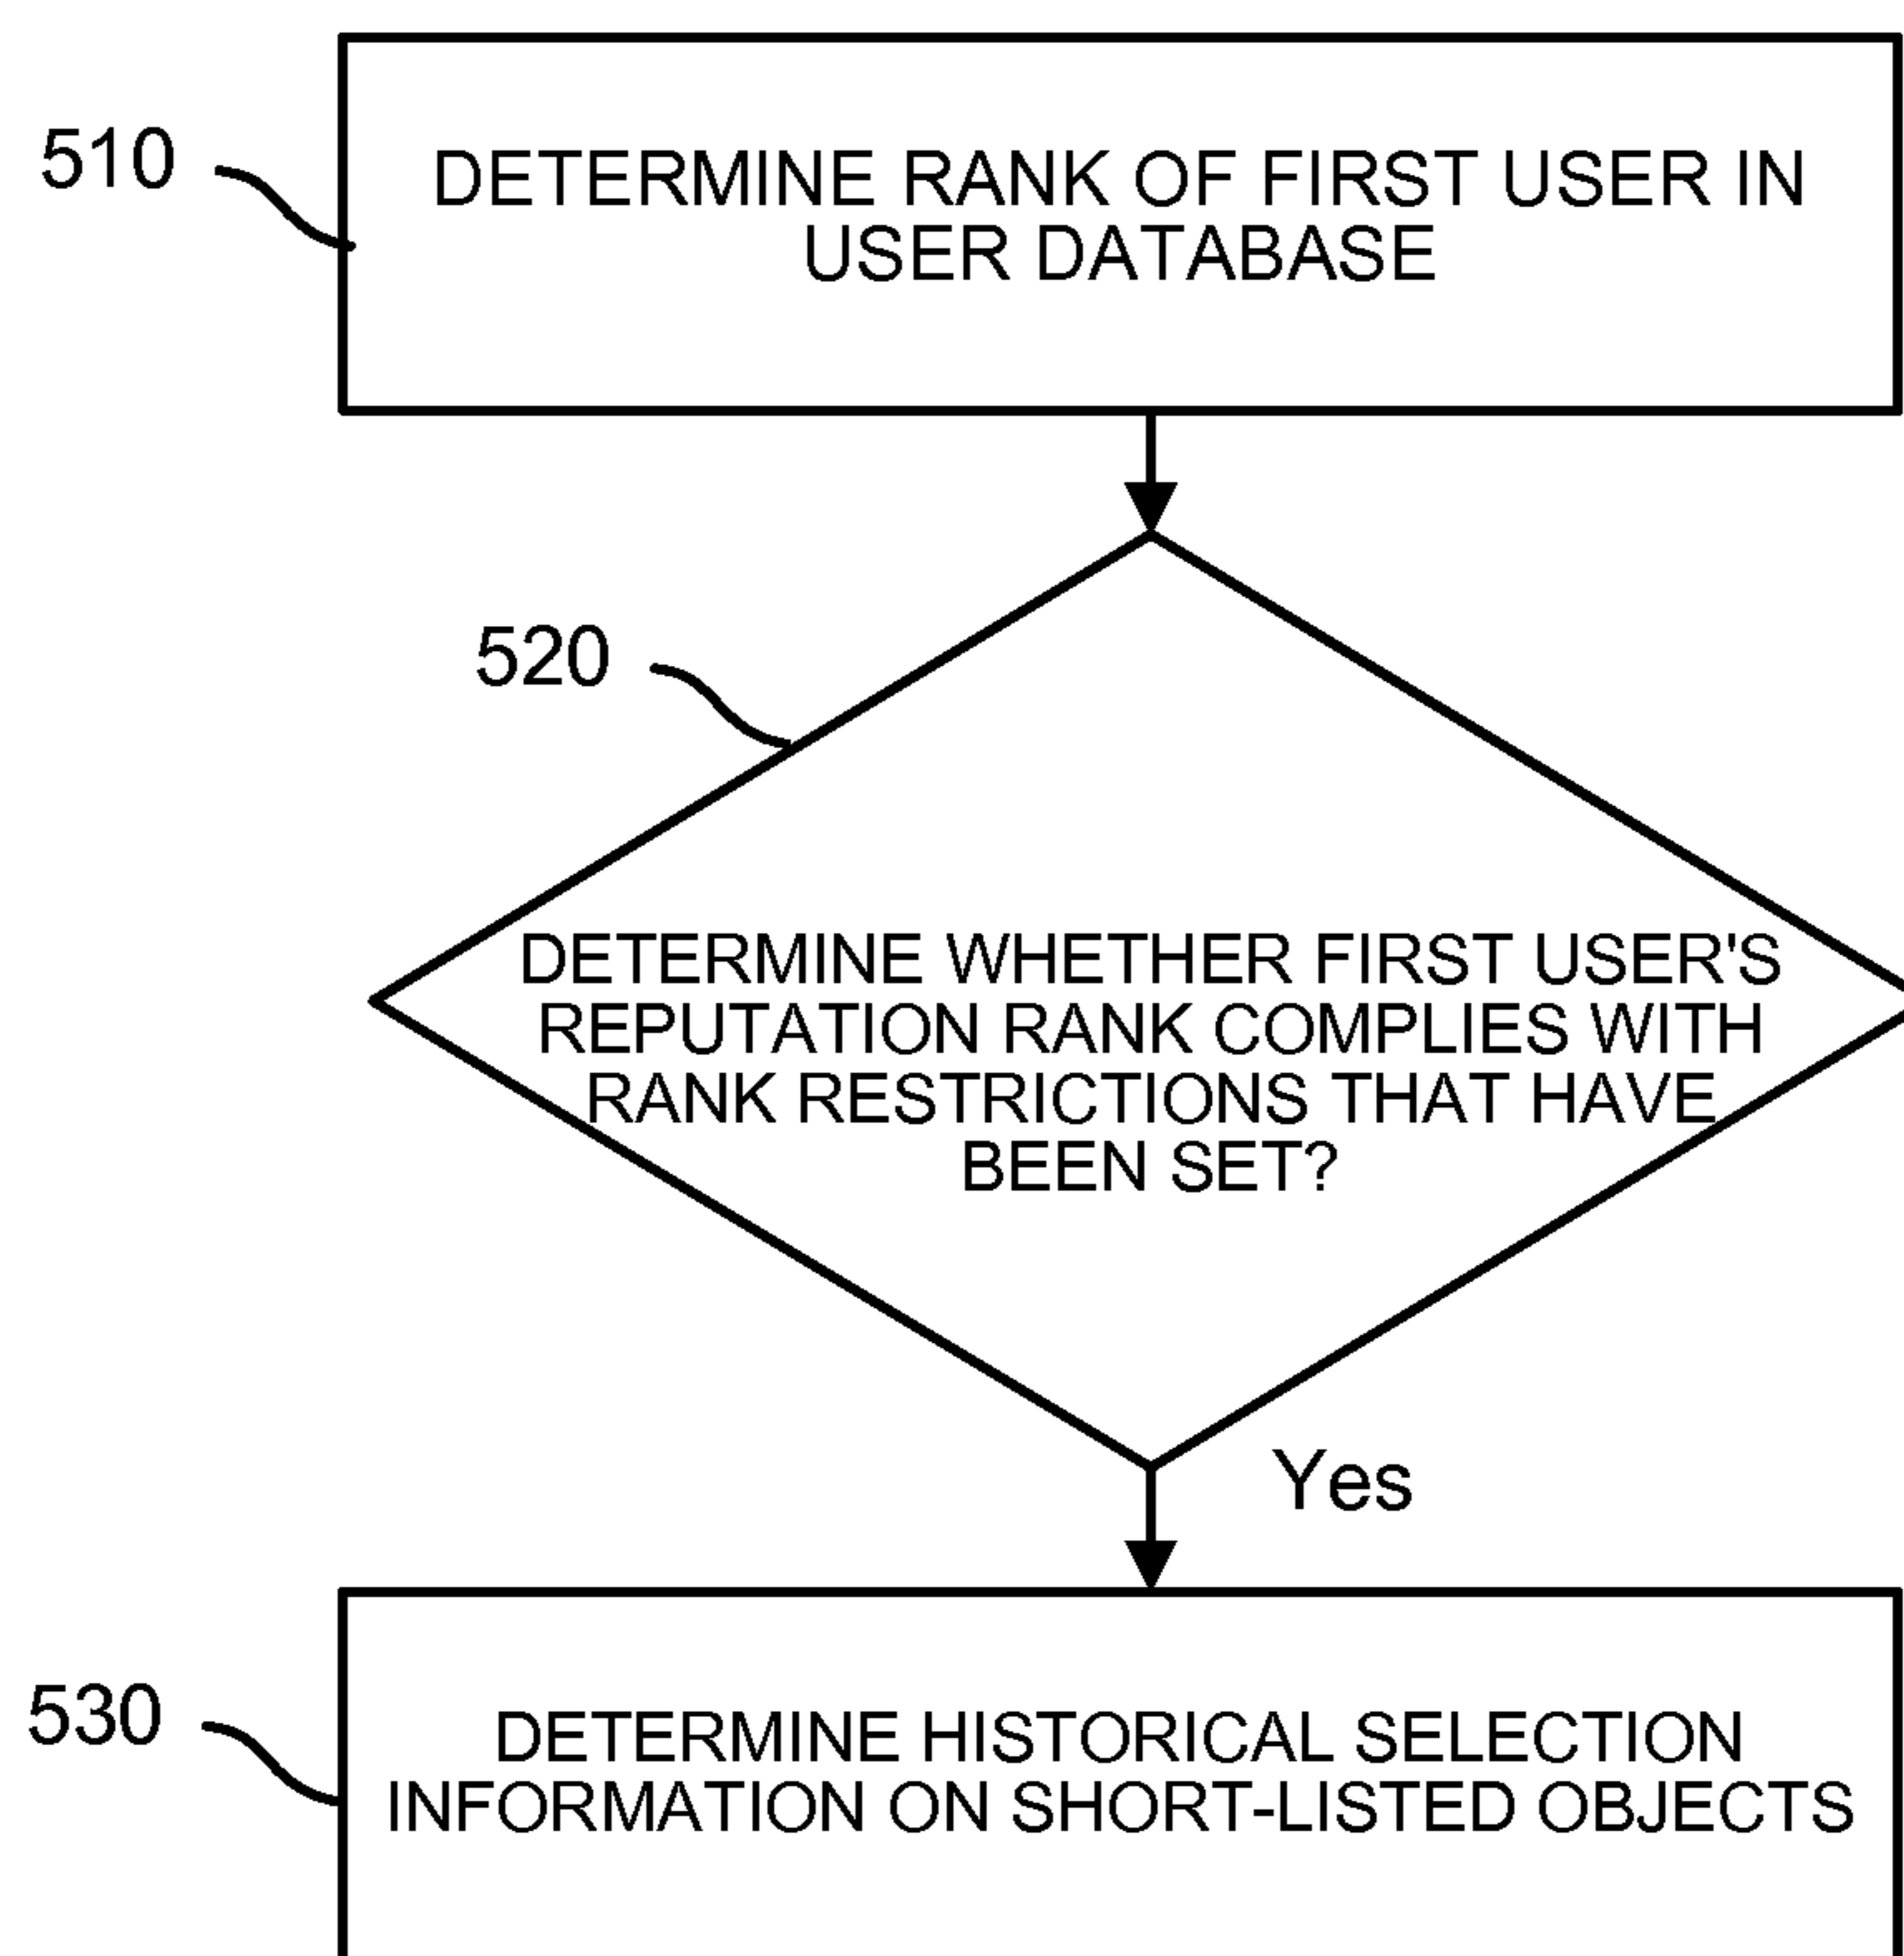 510
DETERMINE RANK OF FIRST USER IN
USER DATABASE
520
DETERMINE WHETHER FIRST USER'S
REPUTATION RANK COMPLIES WITH
RANK RESTRICTIONS THAT HAVE
BEEN SET?
Yes
530
DETERMINE HISTORICAL SELECTION
INFORMATION ON SHORT-LISTED OBJECTS